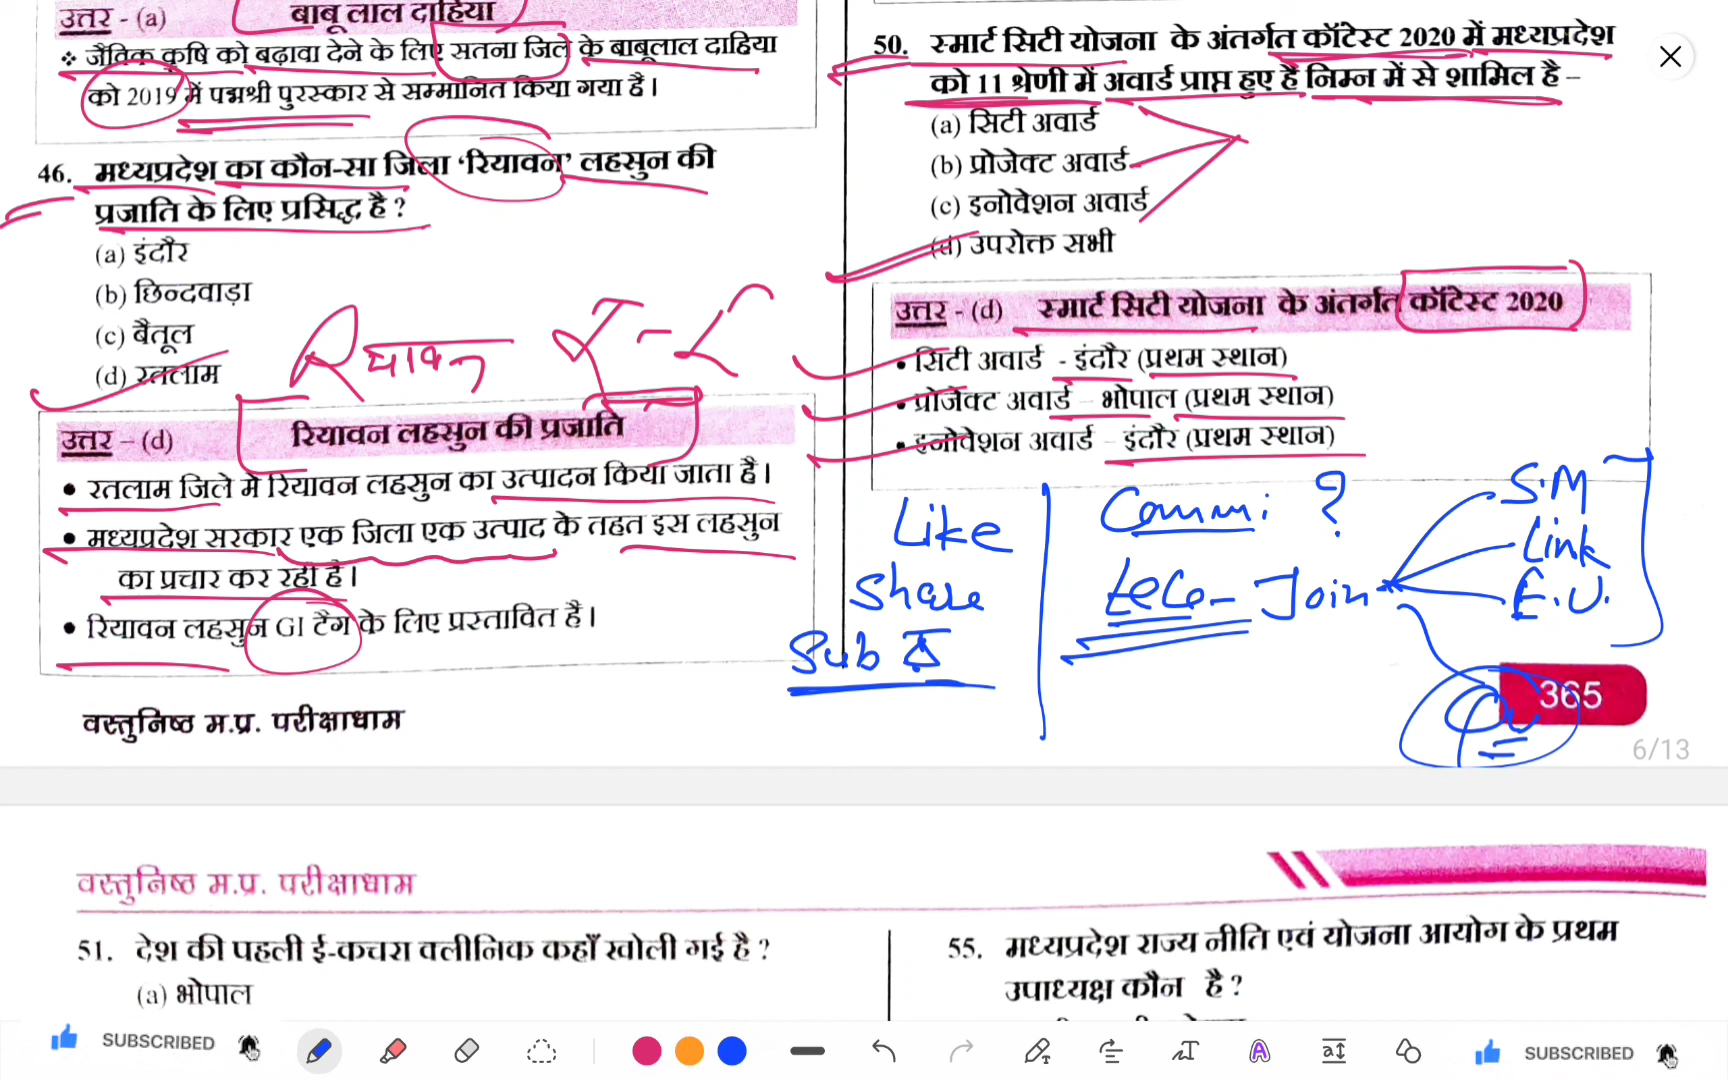 उत्तर - (a) बाबू लाल दाहिया
❖ जैविक कृषि को बढ़ावा देने के लिए सतना जिले के बाबूलाल दाहिया
को 2019 में पद्मश्री पुरस्कार से सम्मानित किया गया है।
46. मध्यप्रदेश का कौन-सा जिला ‘रियावन’ लहसुन की
प्रजाति के लिए प्रसिद्ध है ?
(a) इंदौर
(b) छिन्दवाड़ा
(c) बैतूल
(d) रतलाम
उत्तर – (d) रियावन लहसुन की प्रजाति
• रतलाम जिले में रियावन लहसुन का उत्पादन किया जाता है।
• मध्यप्रदेश सरकार एक जिला एक उत्पाद के तहत इस लहसुन
का प्रचार कर रही है।
• रियावन लहसुन GI टैग के लिए प्रस्तावित है।
वस्तुनिष्ठ म.प्र. परीक्षाधाम
50. स्मार्ट सिटी योजना के अंतर्गत कॉटेस्ट 2020 में मध्यप्रदेश
को 11 श्रेणी में अवार्ड प्राप्त हुए हैं निम्न में से शामिल है –
(a) सिटी अवार्ड
(b) प्रोजेक्ट अवार्ड
(c) इनोवेशन अवार्ड
(d) उपरोक्त सभी
उत्तर - (d) स्मार्ट सिटी योजना के अंतर्गत कॉटेस्ट 2020
• सिटी अवार्ड - इंदौर (प्रथम स्थान)
• प्रोजेक्ट अवार्ड – भोपाल (प्रथम स्थान)
• इनोवेशन अवार्ड – इंदौर (प्रथम स्थान)
Like
Share
Sub
Commi: ?
Join
S.M
Link
365
6/13
वस्तुनिष्ठ म.प्र. परीक्षाधाम
51. देश की पहली ई-कचरा क्लीनिक कहाँ खोली गई है ?
(a) भोपाल
55. मध्यप्रदेश राज्य नीति एवं योजना आयोग के प्रथम
उपाध्यक्ष कौन है ?
SUBSCRIBED
SUBSCRIBED